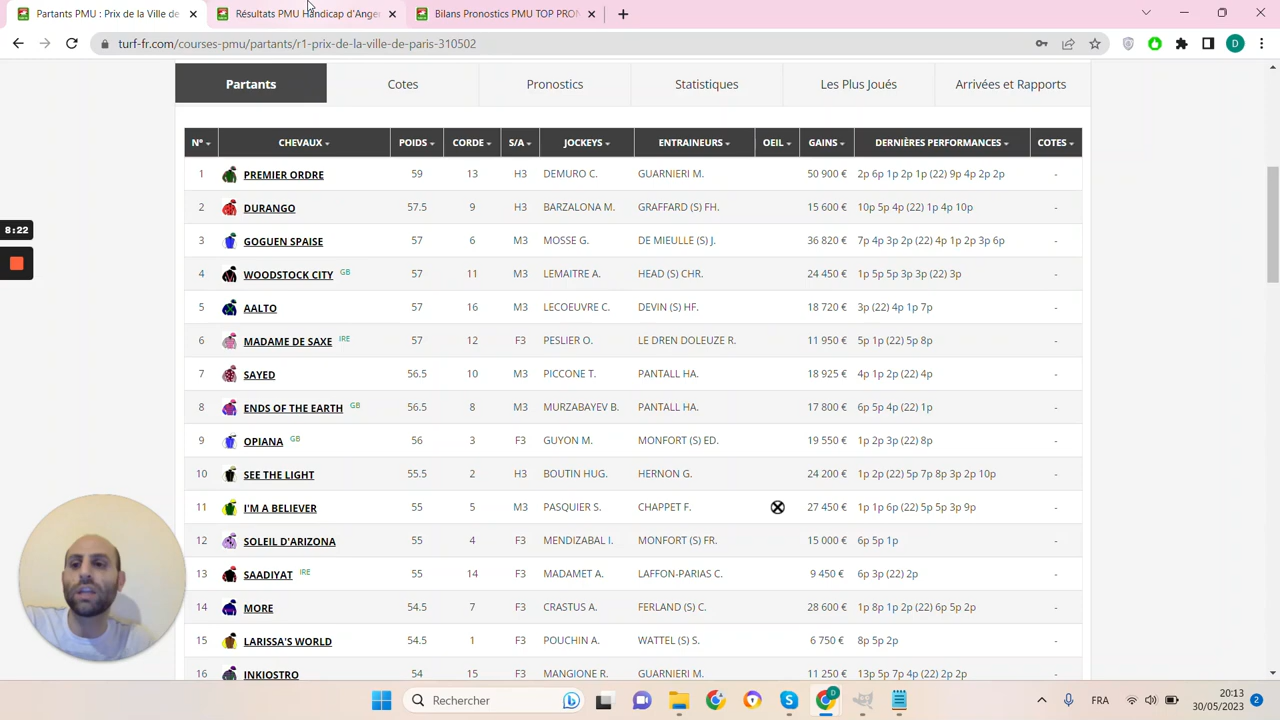 Partants PMU : Prix de la Ville de
Résultats PMU Handicap d'Anger
Bilans Pronostics PMU TOP PRON
turf-fr.com/courses-pmu/partants/r1-prix-de-la-ville-de-paris-310502
D
Partants Cotes Pronostics Statistiques Les Plus Joués Arrivées et Rapports
N° CHEVAUX POIDS CORDE S/A JOCKEYS ENTRAINEURS OEIL GAINS DERNIÈRES PERFORMANCES COTES
1 PREMIER ORDRE 59 13 H3 DEMURO C. GUARNIERI M. 50 900 € 2p 6p 1p 2p 1p (22) 9p 4p 2p 2p -
2 DURANGO 57.5 9 H3 BARZALONA M. GRAFFARD (S) FH. 15 600 € 10p 5p 4p (22) 1p 4p 10p -
8:22
3 GOGUEN SPAISE 57 6 M3 MOSSE G. DE MIEULLE (S) J. 36 820 € 7p 4p 3p 2p (22) 4p 1p 2p 3p 6p -
4 WOODSTOCK CITY GB 57 11 M3 LEMAITRE A. HEAD (S) CHR. 24 450 € 1p 5p 5p 3p 3p (22) 3p -
5 AALTO 57 16 M3 LECOEUVRE C. DEVIN (S) HF. 18 720 € 3p (22) 4p 1p 7p -
6 MADAME DE SAXE IRE 57 12 F3 PESLIER O. LE DREN DOLEUZE R. 11 950 € 5p 1p (22) 5p 8p -
7 SAYED 56.5 10 M3 PICCONE T. PANTALL HA. 18 925 € 4p 1p 2p (22) 4p -
8 ENDS OF THE EARTH GB 56.5 8 M3 MURZABAYEV B. PANTALL HA. 17 800 € 6p 5p 4p (22) 1p -
9 OPIANA GB 56 3 F3 GUYON M. MONFORT (S) ED. 19 550 € 1p 2p 3p (22) 8p -
10 SEE THE LIGHT 55.5 2 H3 BOUTIN HUG. HERNON G. 24 200 € 1p 2p (22) 5p 7p 8p 3p 2p 10p -
11 I'M A BELIEVER 55 5 M3 PASQUIER S. CHAPPET F. 27 450 € 1p 1p 6p (22) 5p 5p 3p 9p -
12 SOLEIL D'ARIZONA 55 4 F3 MENDIZABAL I. MONFORT (S) FR. 15 000 € 6p 5p 1p -
13 SAADIYAT IRE 55 14 F3 MADAMET A. LAFFON-PARIAS C. 9 450 € 6p 3p (22) 2p -
14 MORE 54.5 7 F3 CRASTUS A. FERLAND (S) C. 28 600 € 1p 8p 1p 2p (22) 6p 5p 2p -
15 LARISSA'S WORLD 54.5 1 F3 POUCHIN A. WATTEL (S) S. 6 750 € 8p 5p 2p -
16 INKIOSTRO 54 15 F3 MANGIONE R. GUARNIERI M. 11 250 € 13p 5p 7p 4p (22) 2p 2p -
Rechercher
FRA
20:13
30/05/2023
2